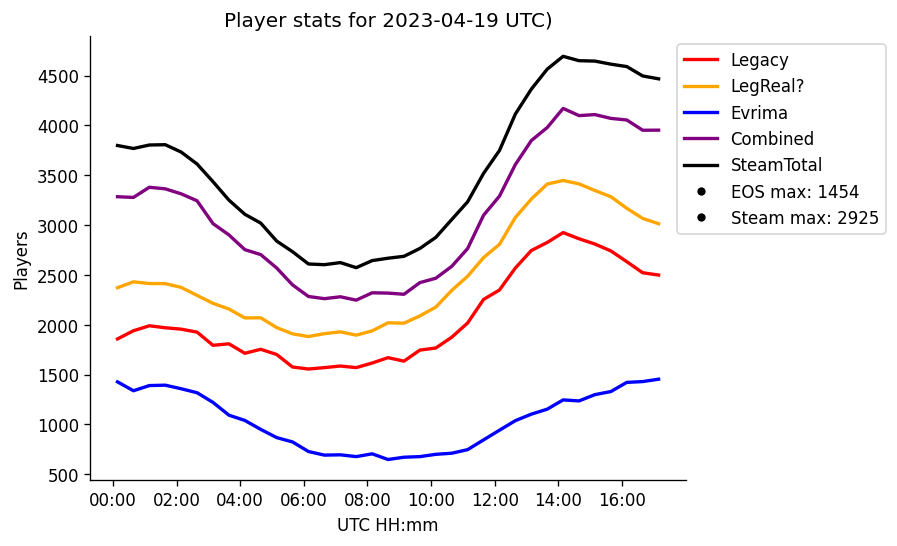 Player stats for 2023-04-19 UTC)
Legacy
LegReal?
Evrima
Combined
SteamTotal
EOS max: 1454
Steam max: 2925
Players
4500
4000
3500
3000
2500
2000
1500
1000
500
00:00 02:00 04:00 06:00 08:00 10:00 12:00 14:00 16:00
UTC HH:mm